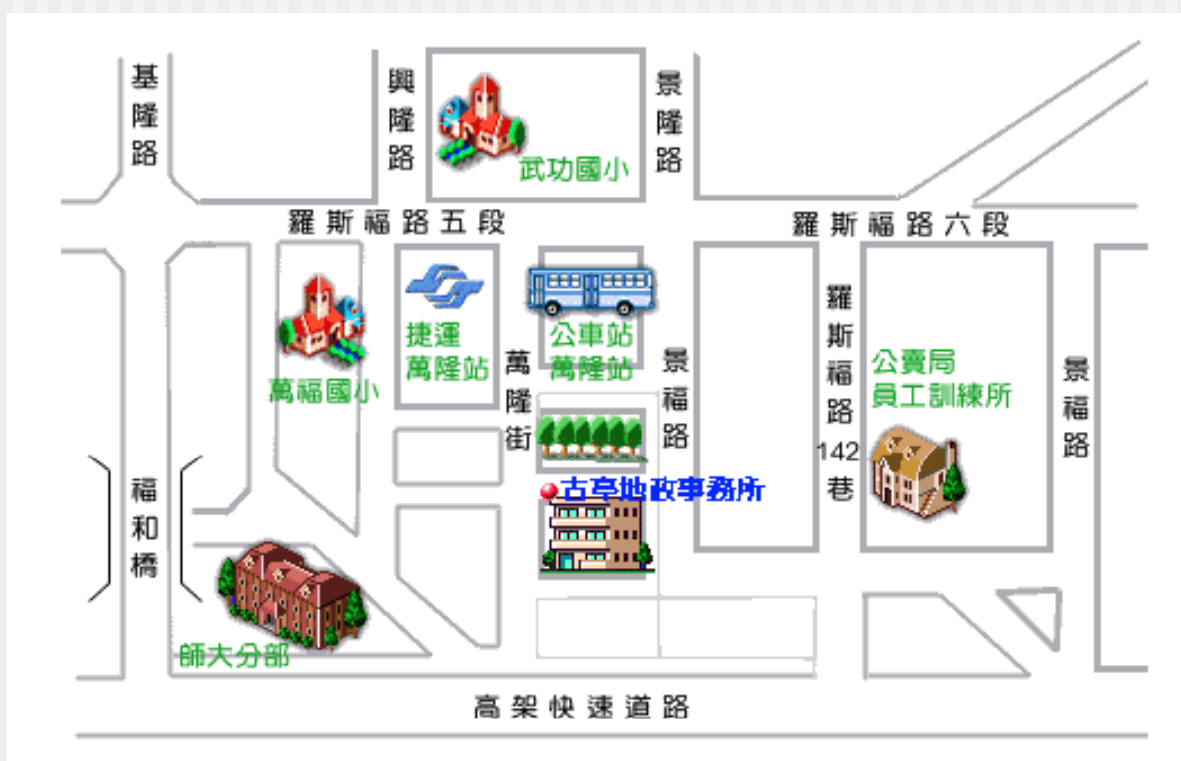 基隆路
興隆路
景隆路
武功國小
羅斯福路五段
羅斯福路六段
捷運
萬隆站
公車站
萬隆站
萬福國小
萬隆街
景福路
羅斯福路142巷
公賣局
員工訓練所
景福路
古亭地政事務所
福和橋
師大分部
高架快速道路